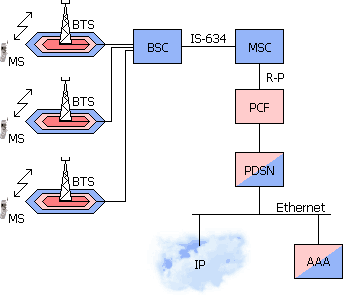 BTS
MS
BSC
IS-634
MSC
R-P
BTS
PCF
MS
BTS
PDSN
MS
Ethernet
IP
AAA